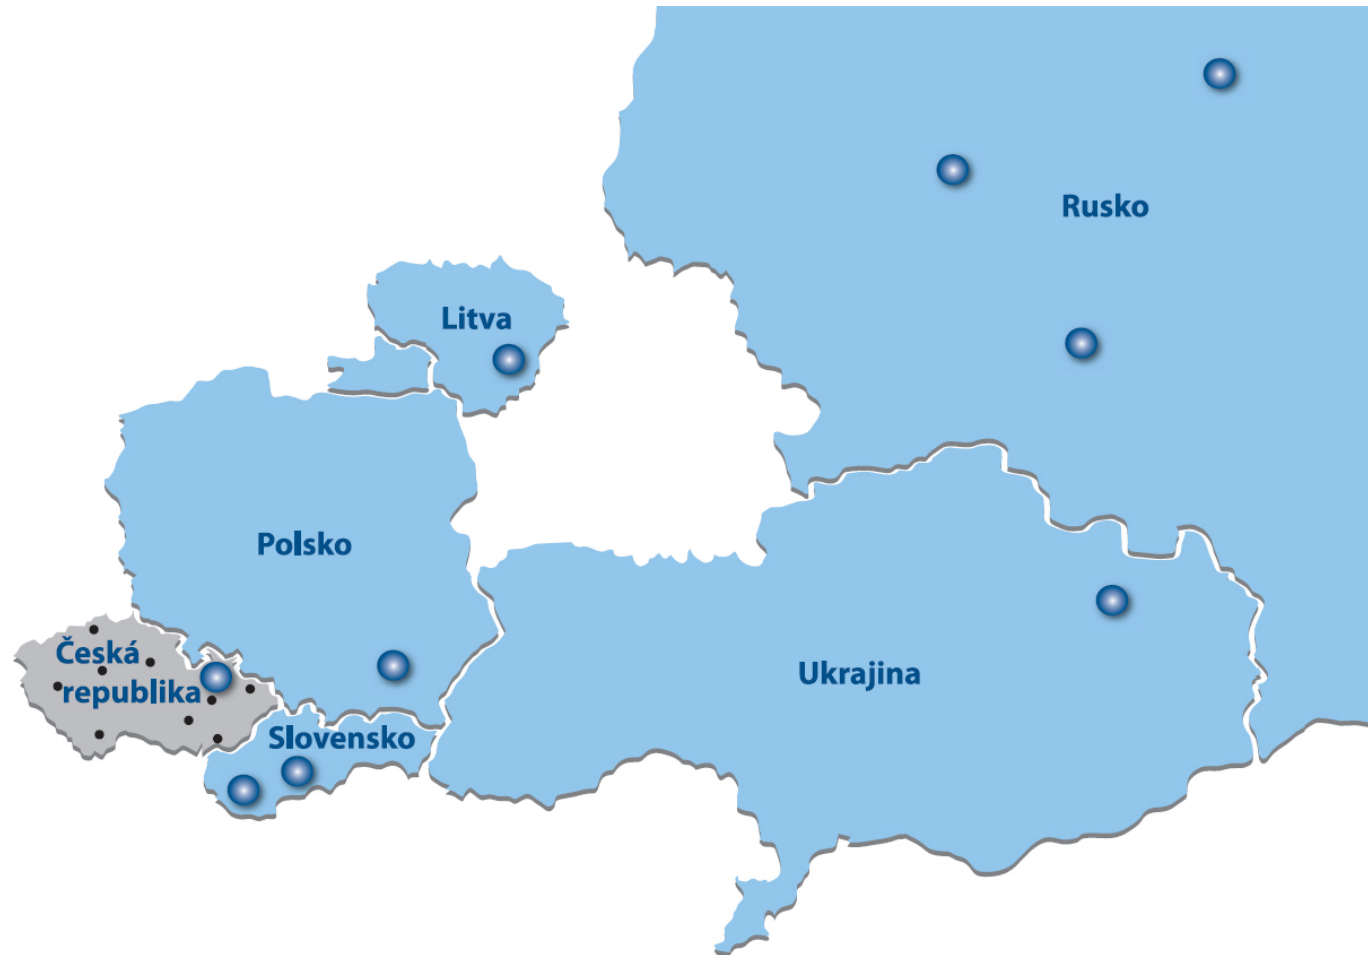 Rusko
Litva
Polsko
Česká
republika
Ukrajina
Slovensko